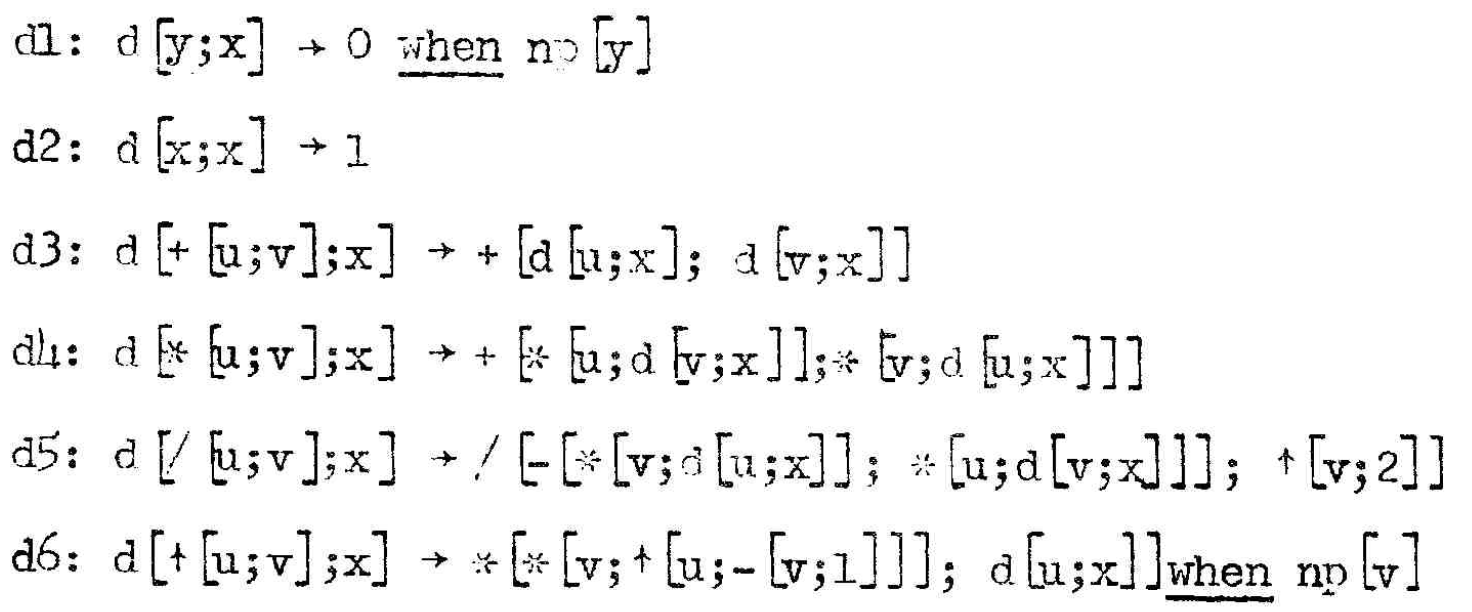 d1: d[y;x] → 0 when np[y]
d2: d[x;x] → 1
d3: d[+[u;v];x] → +[d[u;x]; d[v;x]]
d4: d[*[u;v];x] → +[*[u;d[v;x]];*[v;d[u;x]]]
d5: d[/[u;v];x] → /[-[*[v;d[u;x]]; *[u;d[v;x]]]; ↑[v;2]]
d6: d[↑[u;v];x] → *[*[v;↑[u;-[v;1]]]; d[u;x]]when np[v]